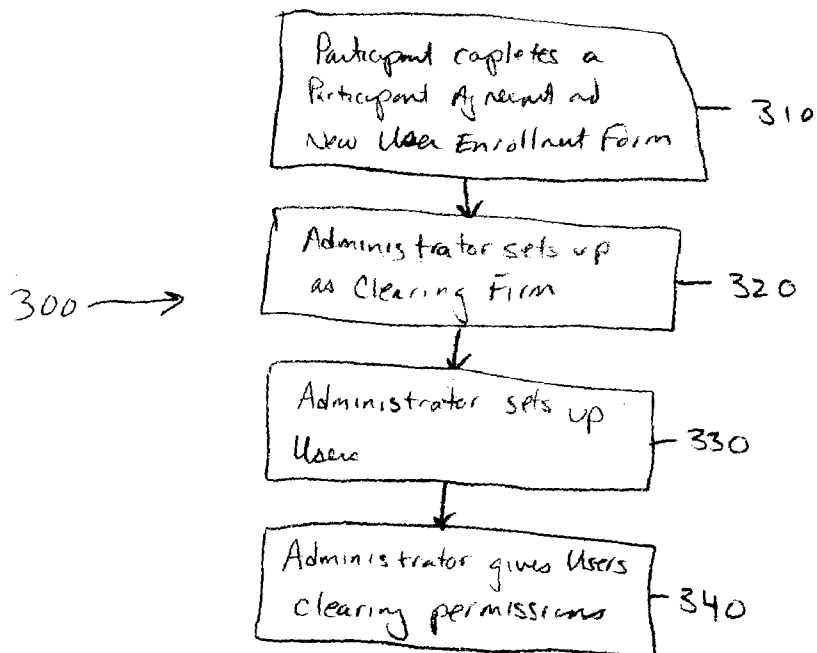 Participant completes a
Participant Agreement and
New User Enrollment Form
310
Administrator sets up
as Clearing Firm
320
300
Administrator sets up
Users
330
Administrator gives Users
clearing permissions
340